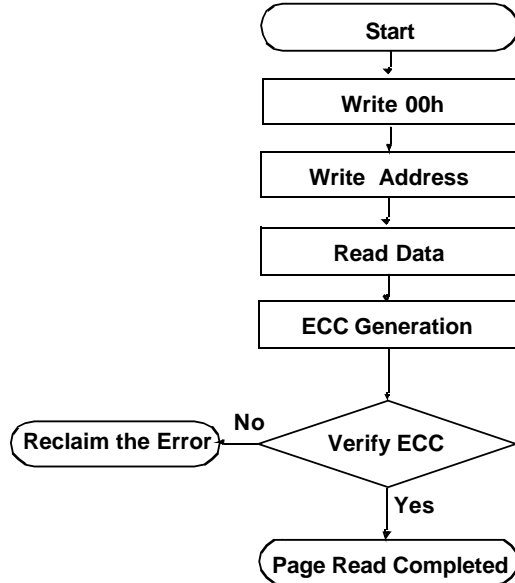 Start
Write 00h
Write Address
Read Data
ECC Generation
No
Reclaim the Error
Verify ECC
Yes
Page Read Completed